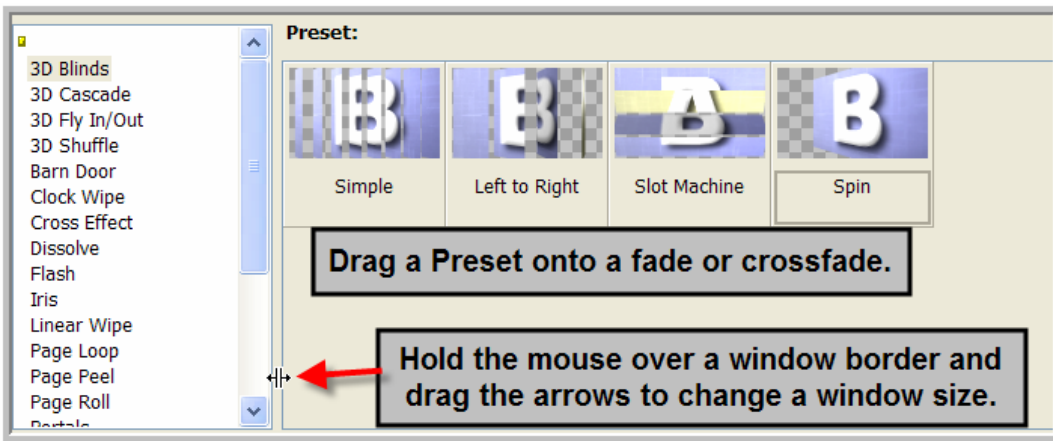 Preset:
3D Blinds
3D Cascade
3D Fly In/Out
3D Shuffle
Barn Door
Clock Wipe
Cross Effect
Dissolve
Flash
Iris
Linear Wipe
Page Loop
Page Peel
Page Roll
Portals
B
B
A
B
Simple
Left to Right
Slot Machine
Spin
Drag a Preset onto a fade or crossfade.
Hold the mouse over a window border and
drag the arrows to change a window size.